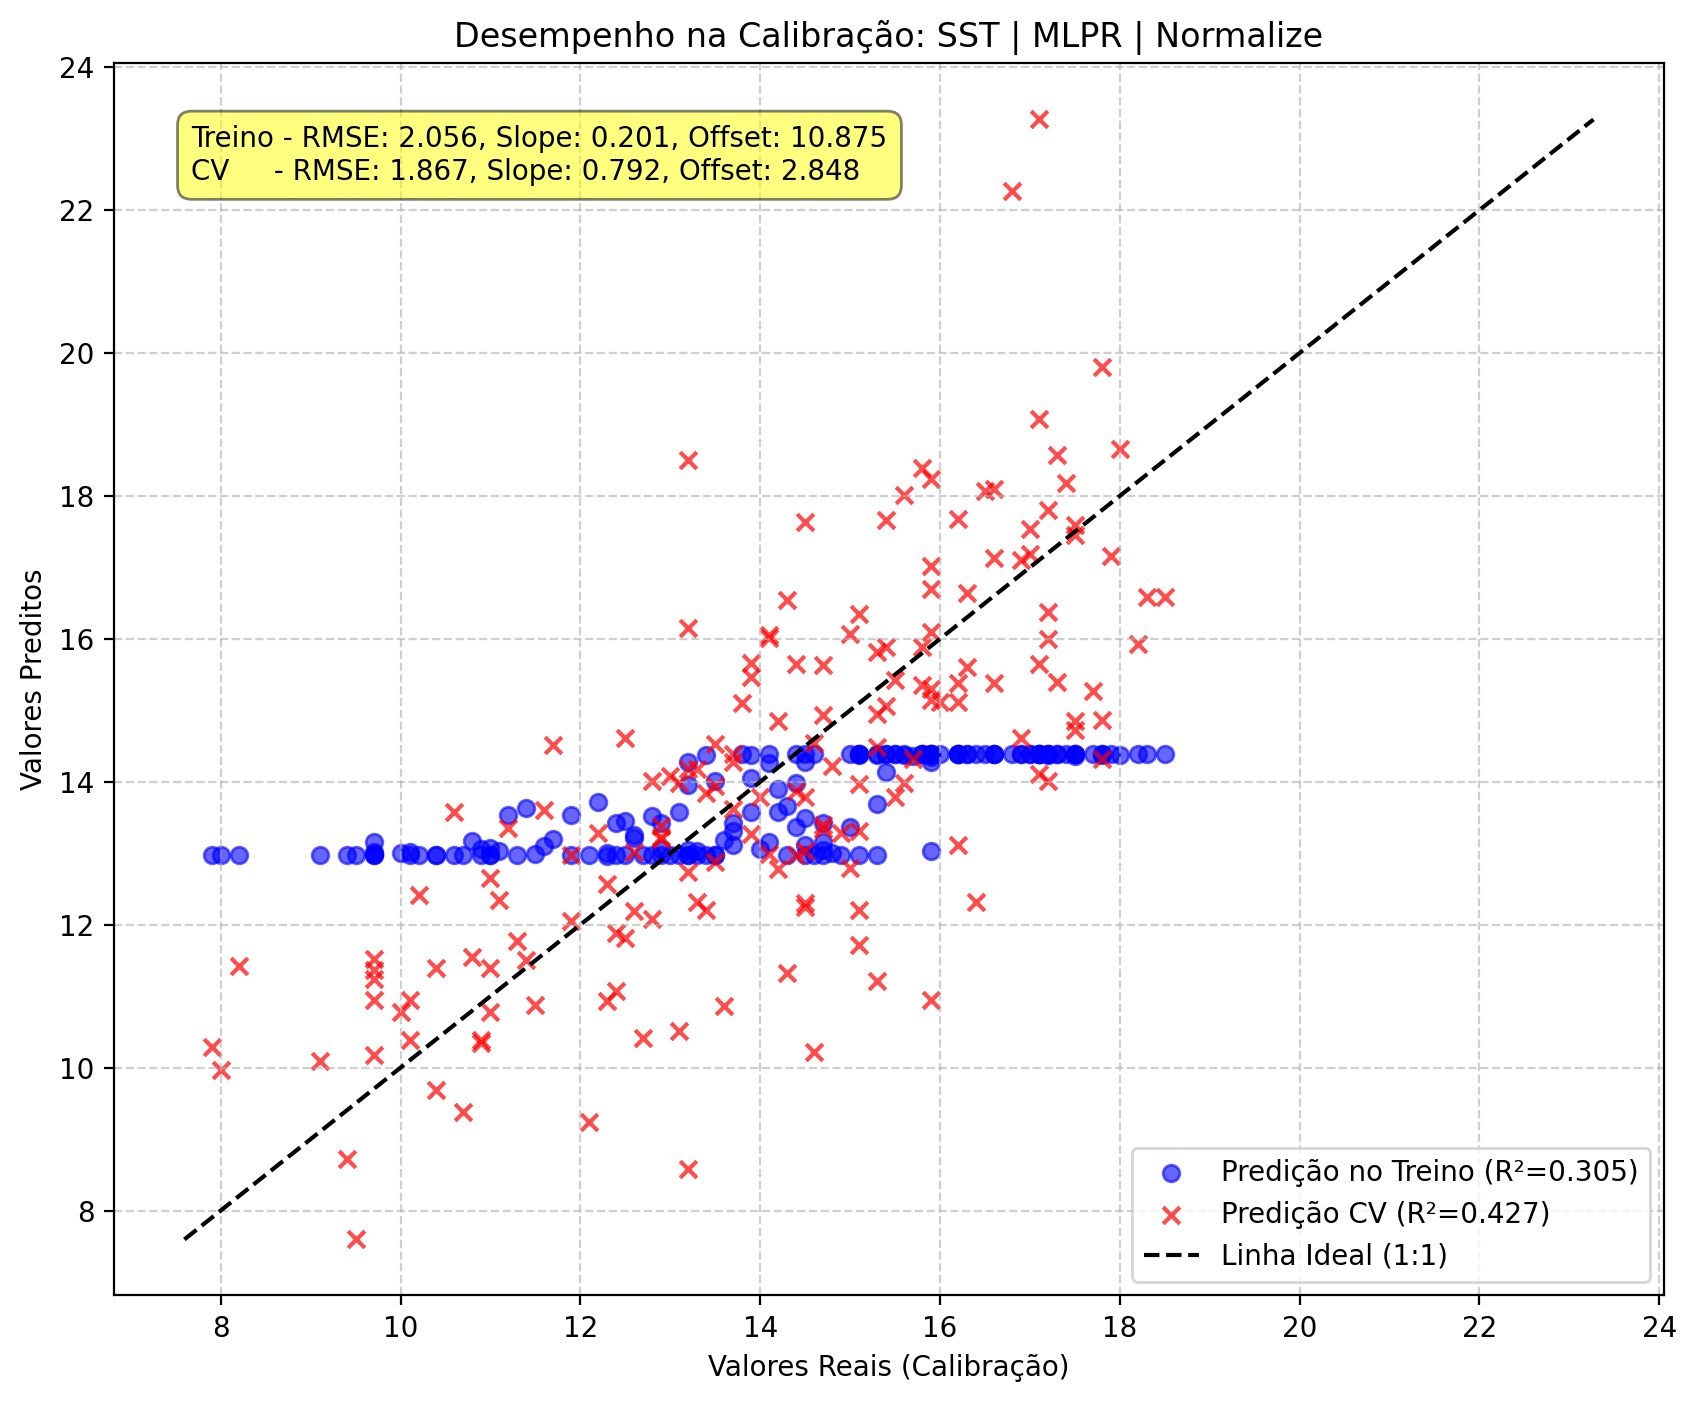 Desempenho na Calibração: SST | MLPR | Normalize
Treino - RMSE: 2.056, Slope: 0.201, Offset: 10.875
CV - RMSE: 1.867, Slope: 0.792, Offset: 2.848
Valores Preditos
24
22
20
18
16
14
12
10
8
Predição no Treino (R²=0.305)
Predição CV (R²=0.427)
Linha Ideal (1:1)
8 10 12 14 16 18 20 22 24
Valores Reais (Calibração)